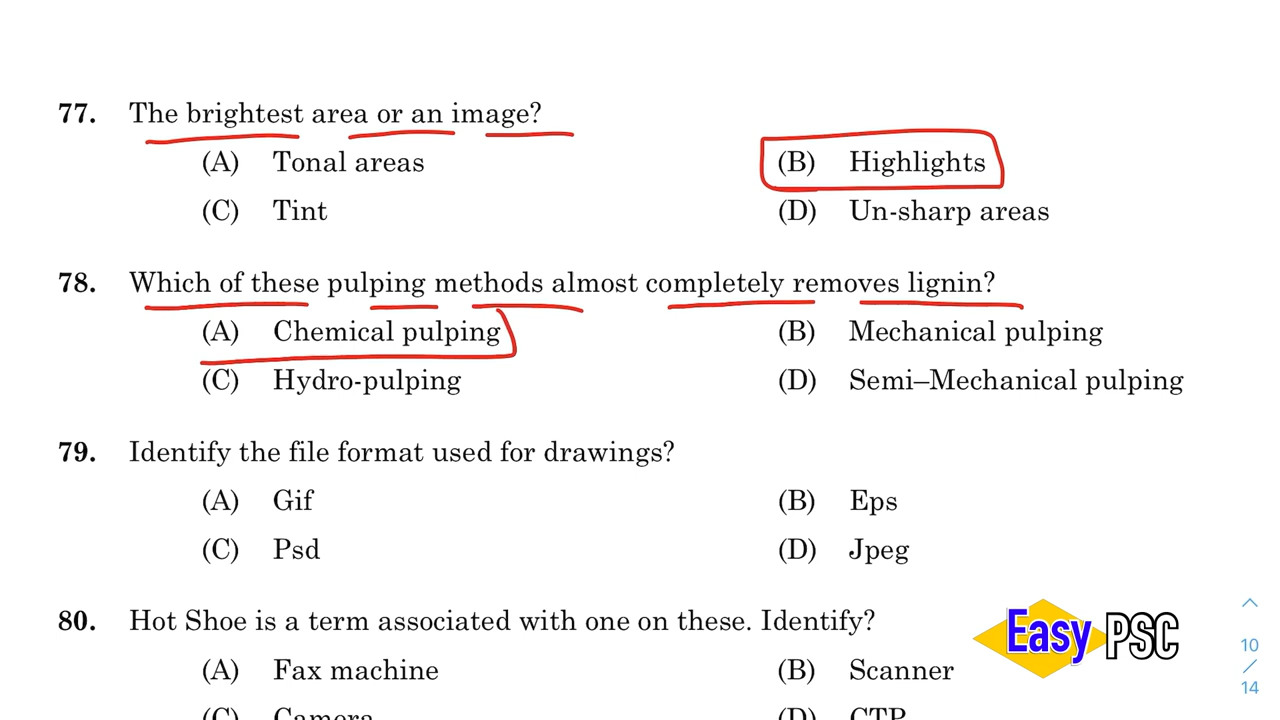 77. The brightest area or an image?
(A) Tonal areas (B) Highlights
(C) Tint (D) Un-sharp areas
78. Which of these pulping methods almost completely removes lignin?
(A) Chemical pulping (B) Mechanical pulping
(C) Hydro-pulping (D) Semi–Mechanical pulping
79. Identify the file format used for drawings?
(A) Gif (B) Eps
(C) Psd (D) Jpeg
80. Hot Shoe is a term associated with one on these. Identify?
(A) Fax machine (B) Scanner
(C) Camera (D) CTP
Easy PSC
10
/
14